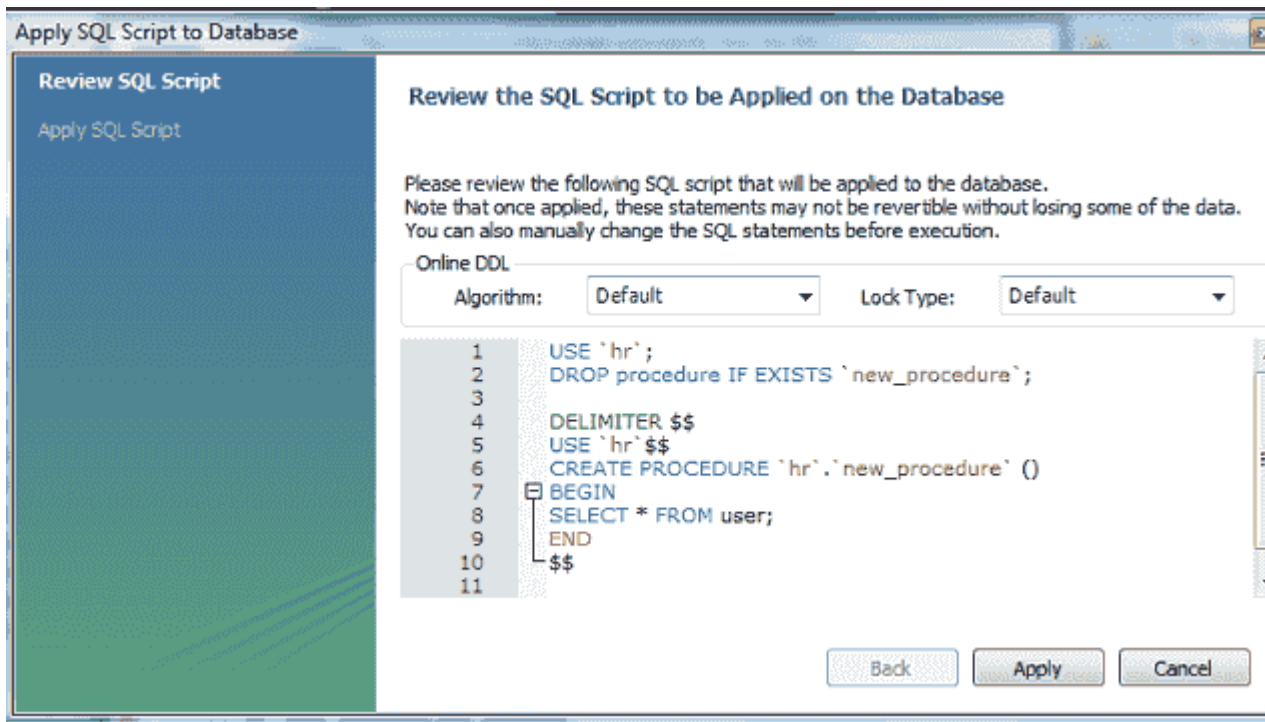 Apply SQL Script to Database
Review SQL Script
Apply SQL Script
Review the SQL Script to be Applied on the Database
Please review the following SQL script that will be applied to the database.
Note that once applied, these statements may not be revertible without losing some of the data.
You can also manually change the SQL statements before execution.
Online DDL
Algorithm: Default Lock Type: Default
1 USE `hr`;
2 DROP procedure IF EXISTS `new_procedure`;
3
4 DELIMITER $$
5 USE `hr`$$
6 CREATE PROCEDURE `hr`.`new_procedure` ()
7 BEGIN
8 SELECT * FROM user;
9 END
10 $$
11
Back Apply Cancel